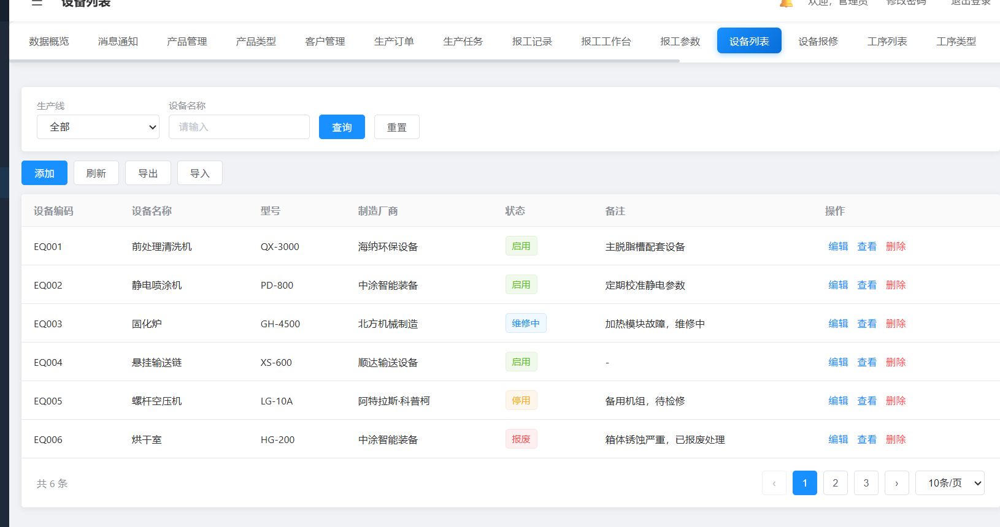 设备列表
欢迎，管理员 修改密码 退出登录
数据概览 消息通知 产品管理 产品类型 客户管理 生产订单 生产任务 报工记录 报工工作台 报工参数 设备列表 设备报修 工序列表 工序类型
生产线 设备名称
全部 请输入 查询 重置
添加 刷新 导出 导入
设备编码 设备名称 型号 制造厂商 状态 备注 操作
EQ001 前处理清洗机 QX-3000 海纳环保设备 启用 主脱脂槽配套设备 编辑 查看 删除
EQ002 静电喷涂机 PD-800 中涂智能装备 启用 定期校准静电参数 编辑 查看 删除
EQ003 固化炉 GH-4500 北方机械制造 维修中 加热模块故障，维修中 编辑 查看 删除
EQ004 悬挂输送链 XS-600 顺达输送设备 启用 - 编辑 查看 删除
EQ005 螺杆空压机 LG-10A 阿特拉斯·科普柯 停用 备用机组，待检修 编辑 查看 删除
EQ006 烘干室 HG-200 中涂智能装备 报废 箱体锈蚀严重，已报废处理 编辑 查看 删除
共 6 条 ‹ 1 2 3 › 10条/页